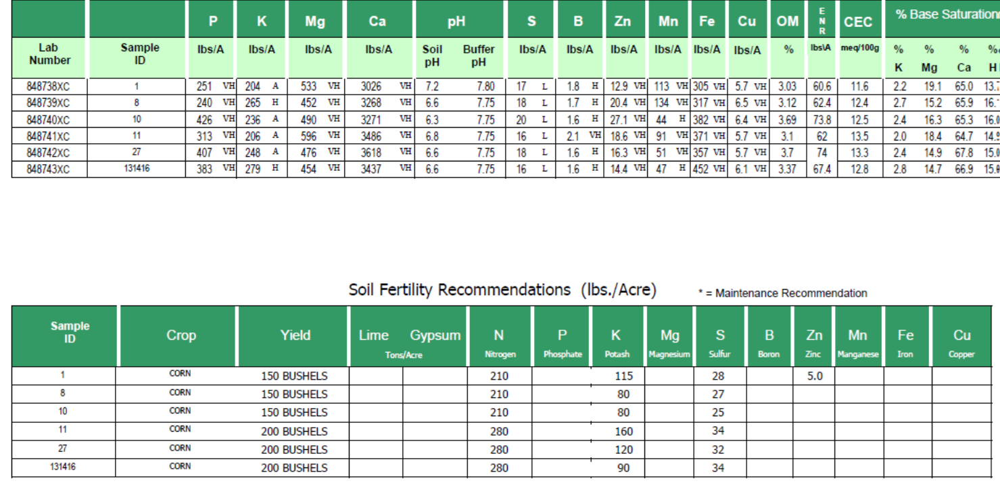 P K Mg Ca pH S B Zn Mn Fe Cu OM ENR CEC % Base Saturation
Lab Number Sample ID lbs/A lbs/A lbs/A lbs/A Soil pH Buffer pH lbs/A lbs/A lbs/A lbs/A lbs/A lbs/A % lbs\A meq/100g % K % Mg % Ca % H
848738XC 1 251 VH 204 A 533 VH 3026 VH 7.2 7.80 17 L 1.8 H 12.9 VH 113 VH 305 VH 5.7 VH 3.03 60.6 11.6 2.2 19.1 65.0 13.
848739XC 8 240 VH 265 H 452 VH 3268 VH 6.6 7.75 18 L 1.7 H 20.4 VH 134 VH 317 VH 6.5 VH 3.12 62.4 12.4 2.7 15.2 65.9 16.
848740XC 10 426 VH 236 A 490 VH 3271 VH 6.3 7.75 20 L 1.6 H 27.1 VH 44 H 382 VH 6.4 VH 3.69 73.8 12.5 2.4 16.3 65.3 16.0
848741XC 11 313 VH 206 A 596 VH 3486 VH 6.8 7.75 16 L 2.1 VH 18.6 VH 91 VH 371 VH 5.7 VH 3.1 62 13.5 2.0 18.4 64.7 14.9
848742XC 27 407 VH 248 A 476 VH 3618 VH 6.6 7.75 18 L 1.6 H 16.3 VH 51 VH 357 VH 5.7 VH 3.7 74 13.3 2.4 14.9 67.8 15.0
848743XC 131416 383 VH 279 H 454 VH 3437 VH 6.6 7.75 16 L 1.6 H 14.4 VH 47 H 452 VH 6.1 VH 3.37 67.4 12.8 2.8 14.7 66.9 15.
Soil Fertility Recommendations (lbs./Acre) * = Maintenance Recommendation
Sample ID Crop Yield Lime Gypsum N P K Mg S B Zn Mn Fe Cu
Tons/Acre Nitrogen Phosphate Potash Magnesium Sulfur Boron Zinc Manganese Iron Copper
1 CORN 150 BUSHELS 210 115 28 5.0
8 CORN 150 BUSHELS 210 80 27
10 CORN 150 BUSHELS 210 80 25
11 CORN 200 BUSHELS 280 160 34
27 CORN 200 BUSHELS 280 120 32
131416 CORN 200 BUSHELS 280 90 34